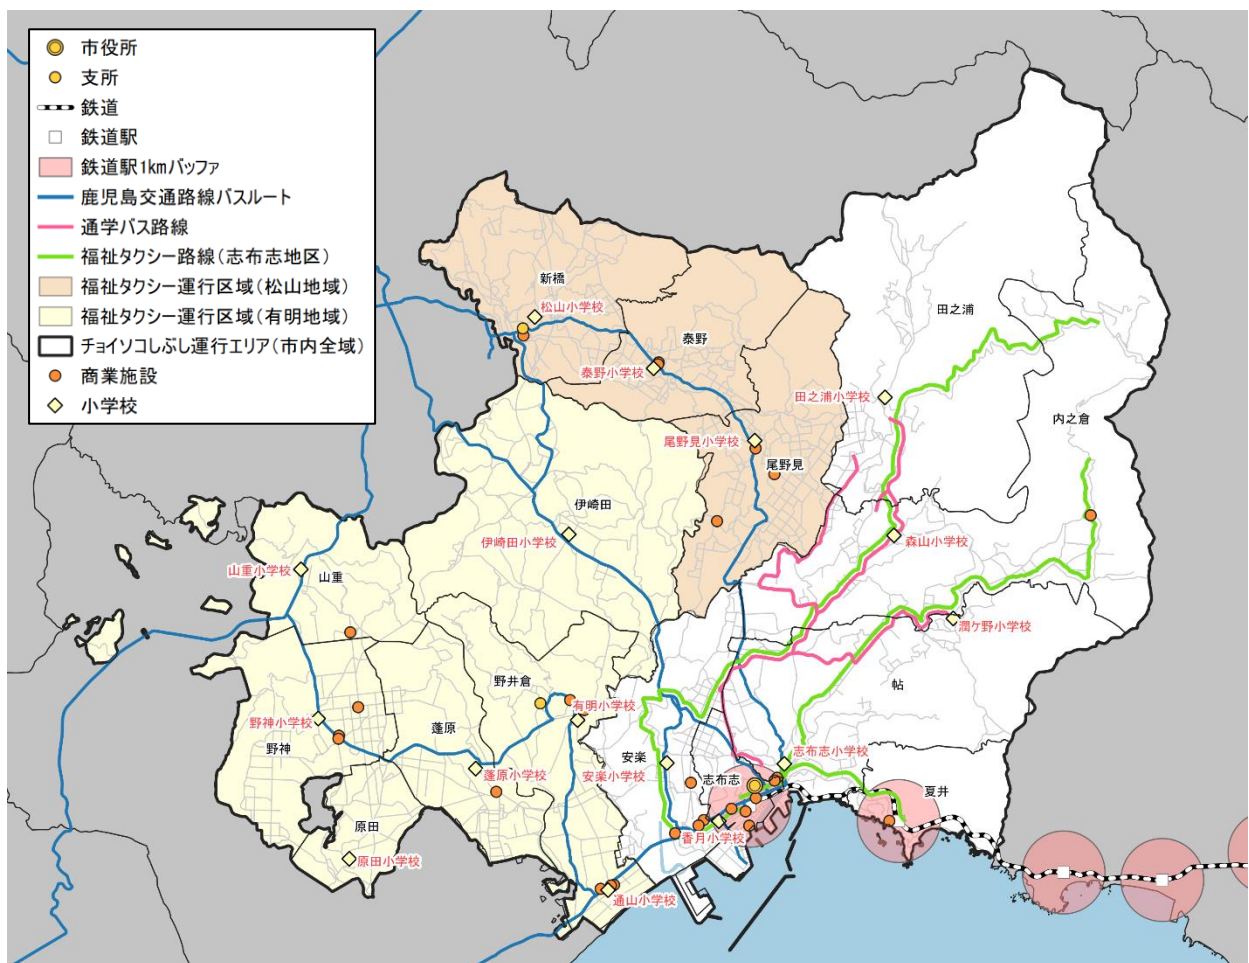 市役所
支所
鉄道
鉄道駅
鉄道駅1kmバッファ
鹿児島交通路線バスルート
通学バス路線
福祉タクシー路線(志布志地区)
福祉タクシー運行区域(松山地域)
福祉タクシー運行区域(有明地域)
チョイソコしぶし運行エリア(市内全域)
商業施設
小学校
新橋
松山小学校
田之浦
泰野
泰野小学校
田之浦小学校
内之倉
尾野見小学校
尾野見
伊崎田
伊崎田小学校
森山小学校
山重小学校
山重
潤ケ野小学校
野井倉
帖
有明小学校
野神小学校
蓬原
野神
安楽
志布志小学校
蓬原小学校
安楽小学校
志布志
夏井
原田
香月小学校
原田小学校
通山小学校